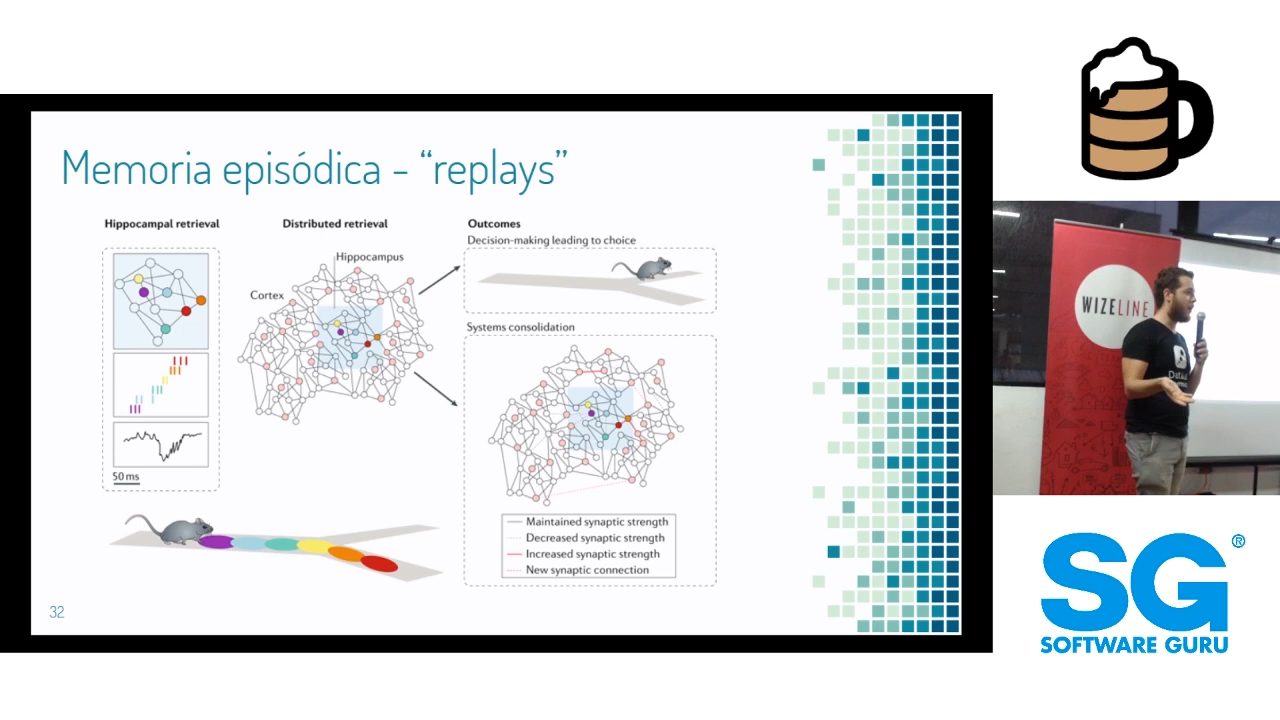 Memoria episódica - “replays”
Hippocampal retrieval
Distributed retrieval
Outcomes
Decision-making leading to choice
Hippocampus
Cortex
Systems consolidation
50 ms
Maintained synaptic strength
Decreased synaptic strength
Increased synaptic strength
New synaptic connection
32
WIZELINE
SG®
SOFTWARE GURU